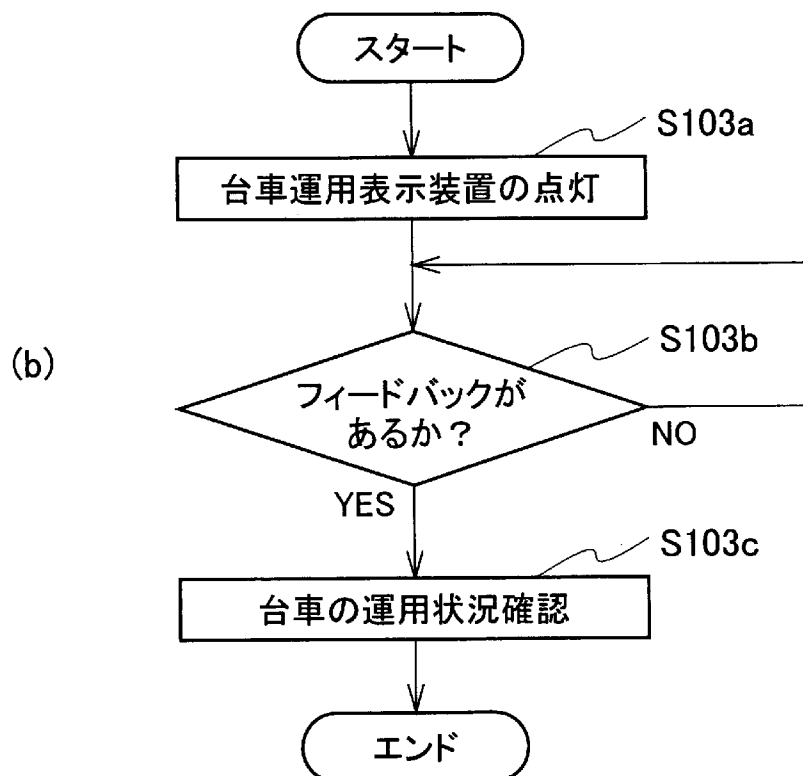 スタート
S103a
台車運用表示装置の点灯
(b)
S103b
フィードバックが
あるか？
NO
YES
S103c
台車の運用状況確認
エンド